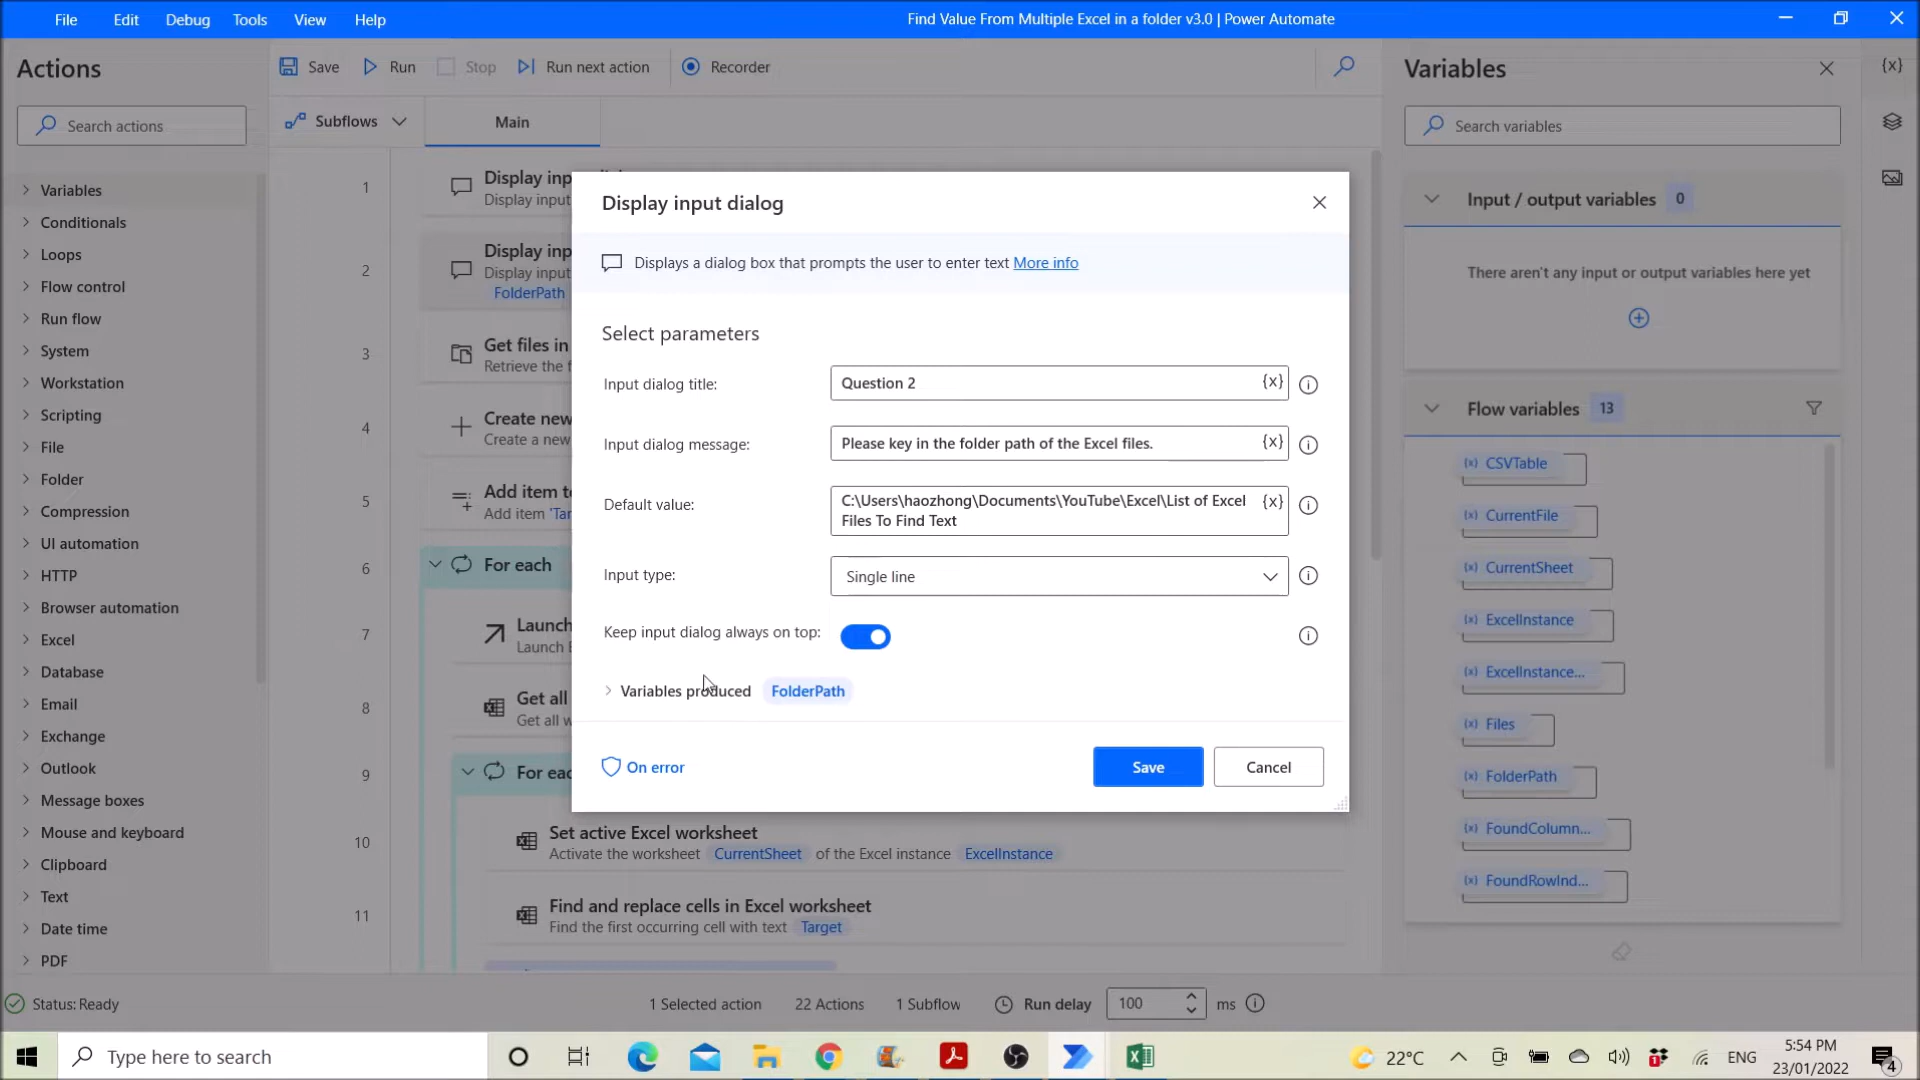 File Edit Debug Tools View Help
Find Value From Multiple Excel in a folder v3.0 | Power Automate
Actions
Search actions
Variables
Conditionals
Loops
Flow control
Run flow
System
Workstation
Scripting
File
Folder
Compression
UI automation
HTTP
Browser automation
Excel
Database
Email
Exchange
Outlook
Message boxes
Mouse and keyboard
Clipboard
Text
Date time
PDF
Save Run Stop Run next action Recorder
Subflows Main
1
Display inp
Display input
2
Display inp
Display input
FolderPath
3
Get files in
Retrieve the f
4
Create new
Create a new
5
Add item to
Add item 'Tar
6
For each
7
Launch
Launch E
8
Get all
Get all w
9
For eac
10
Set active Excel worksheet
Activate the worksheet CurrentSheet of the Excel instance ExcelInstance
11
Find and replace cells in Excel worksheet
Find the first occurring cell with text Target
Display input dialog
Displays a dialog box that prompts the user to enter text More info
Select parameters
Input dialog title: Question 2 {x}
Input dialog message: Please key in the folder path of the Excel files. {x}
Default value: C:\Users\haozhong\Documents\YouTube\Excel\List of Excel {x}
Files To Find Text
Input type: Single line
Keep input dialog always on top:
Variables produced FolderPath
On error Save Cancel
Variables {x}
Search variables
Input / output variables 0
There aren't any input or output variables here yet
Flow variables 13
(x) CSVTable
(x) CurrentFile
(x) CurrentSheet
(x) ExcelInstance
(x) ExcelInstance...
(x) Files
(x) FolderPath
(x) FoundColumn...
(x) FoundRowInd...
Status: Ready 1 Selected action 22 Actions 1 Subflow Run delay 100 ms
Type here to search
22°C ENG
5:54 PM
23/01/2022
1
4